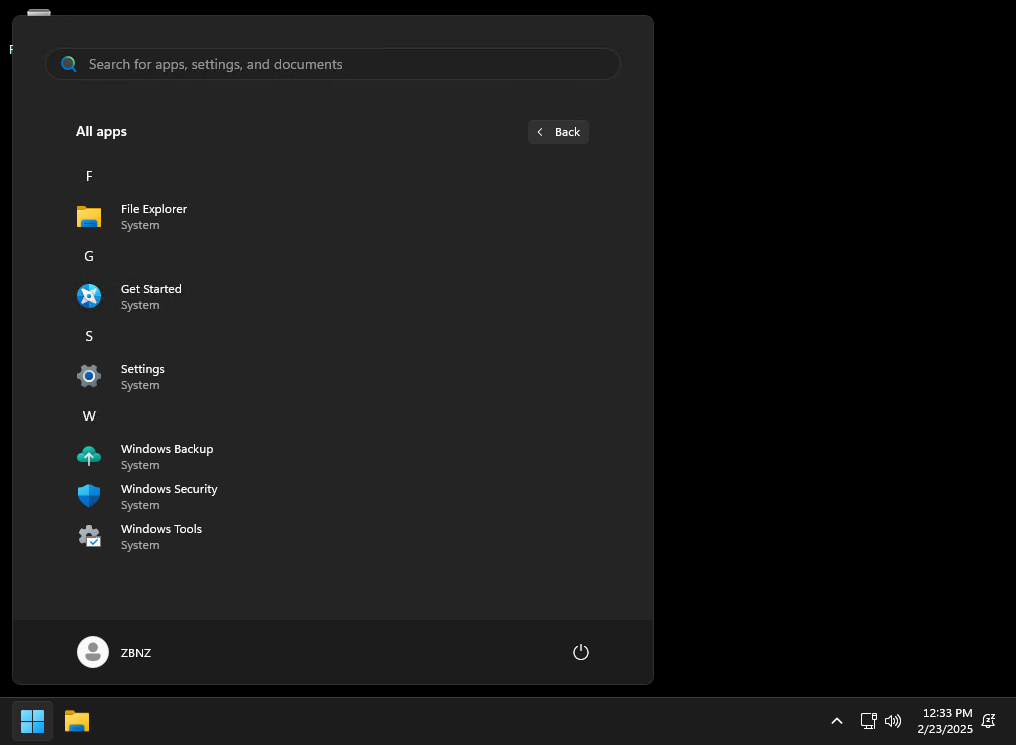 Search for apps, settings, and documents
All apps
Back
F
File Explorer
System
G
Get Started
System
S
Settings
System
W
Windows Backup
System
Windows Security
System
Windows Tools
System
ZBNZ
12:33 PM
2/23/2025